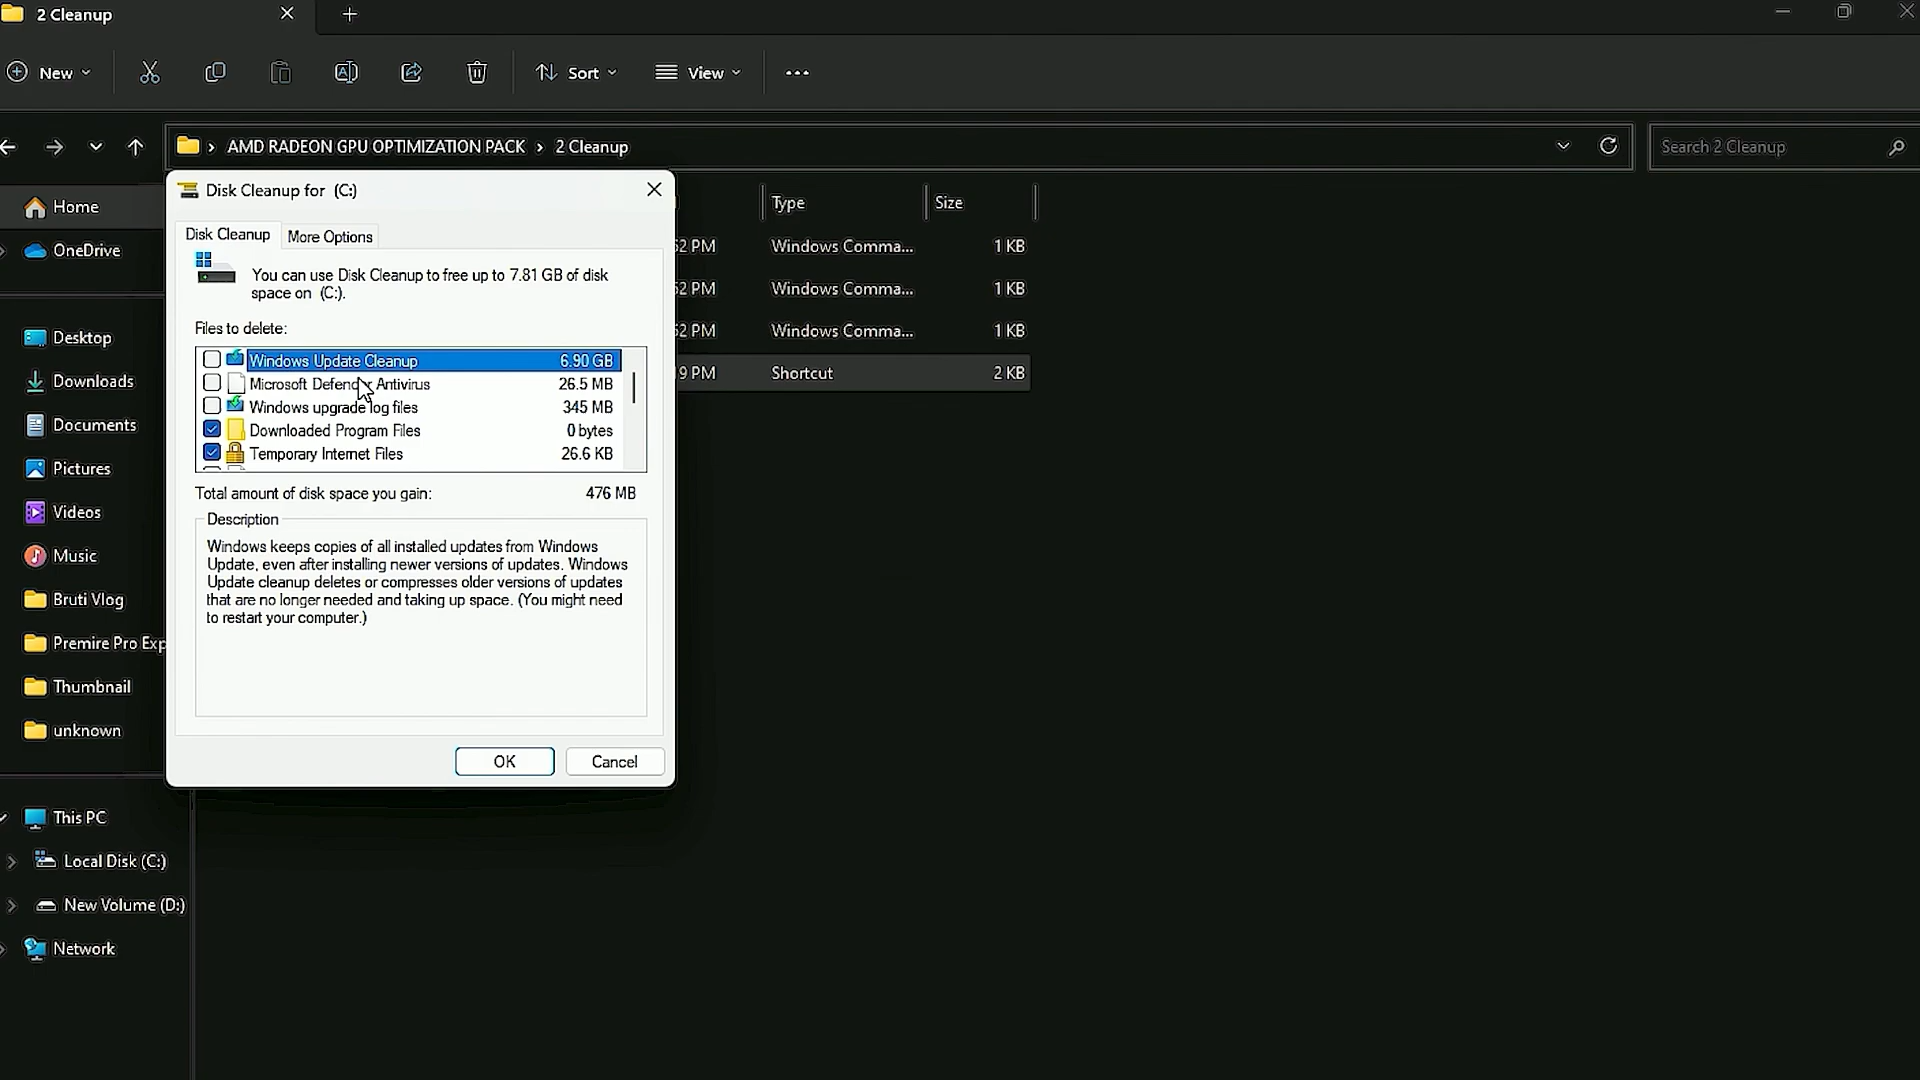 2 Cleanup
New
Sort
View
AMD RADEON GPU OPTIMIZATION PACK > 2 Cleanup
Search 2 Cleanup
Home
OneDrive
Desktop
Downloads
Documents
Pictures
Videos
Music
Bruti Vlog
Premire Pro Exp
Thumbnail
unknown
This PC
Local Disk (C:)
New Volume (D:)
Network
Type Size
52 PM Windows Comma... 1 KB
52 PM Windows Comma... 1 KB
52 PM Windows Comma... 1 KB
9 PM Shortcut 2 KB
Disk Cleanup for (C:)
Disk Cleanup More Options
You can use Disk Cleanup to free up to 7.81 GB of disk
space on (C:).
Files to delete:
Windows Update Cleanup 6.90 GB
Microsoft Defender Antivirus 26.5 MB
Windows upgrade log files 345 MB
Downloaded Program Files 0 bytes
Temporary Internet Files 26.6 KB
Total amount of disk space you gain: 476 MB
Description
Windows keeps copies of all installed updates from Windows
Update, even after installing newer versions of updates. Windows
Update cleanup deletes or compresses older versions of updates
that are no longer needed and taking up space. (You might need
to restart your computer.)
OK Cancel